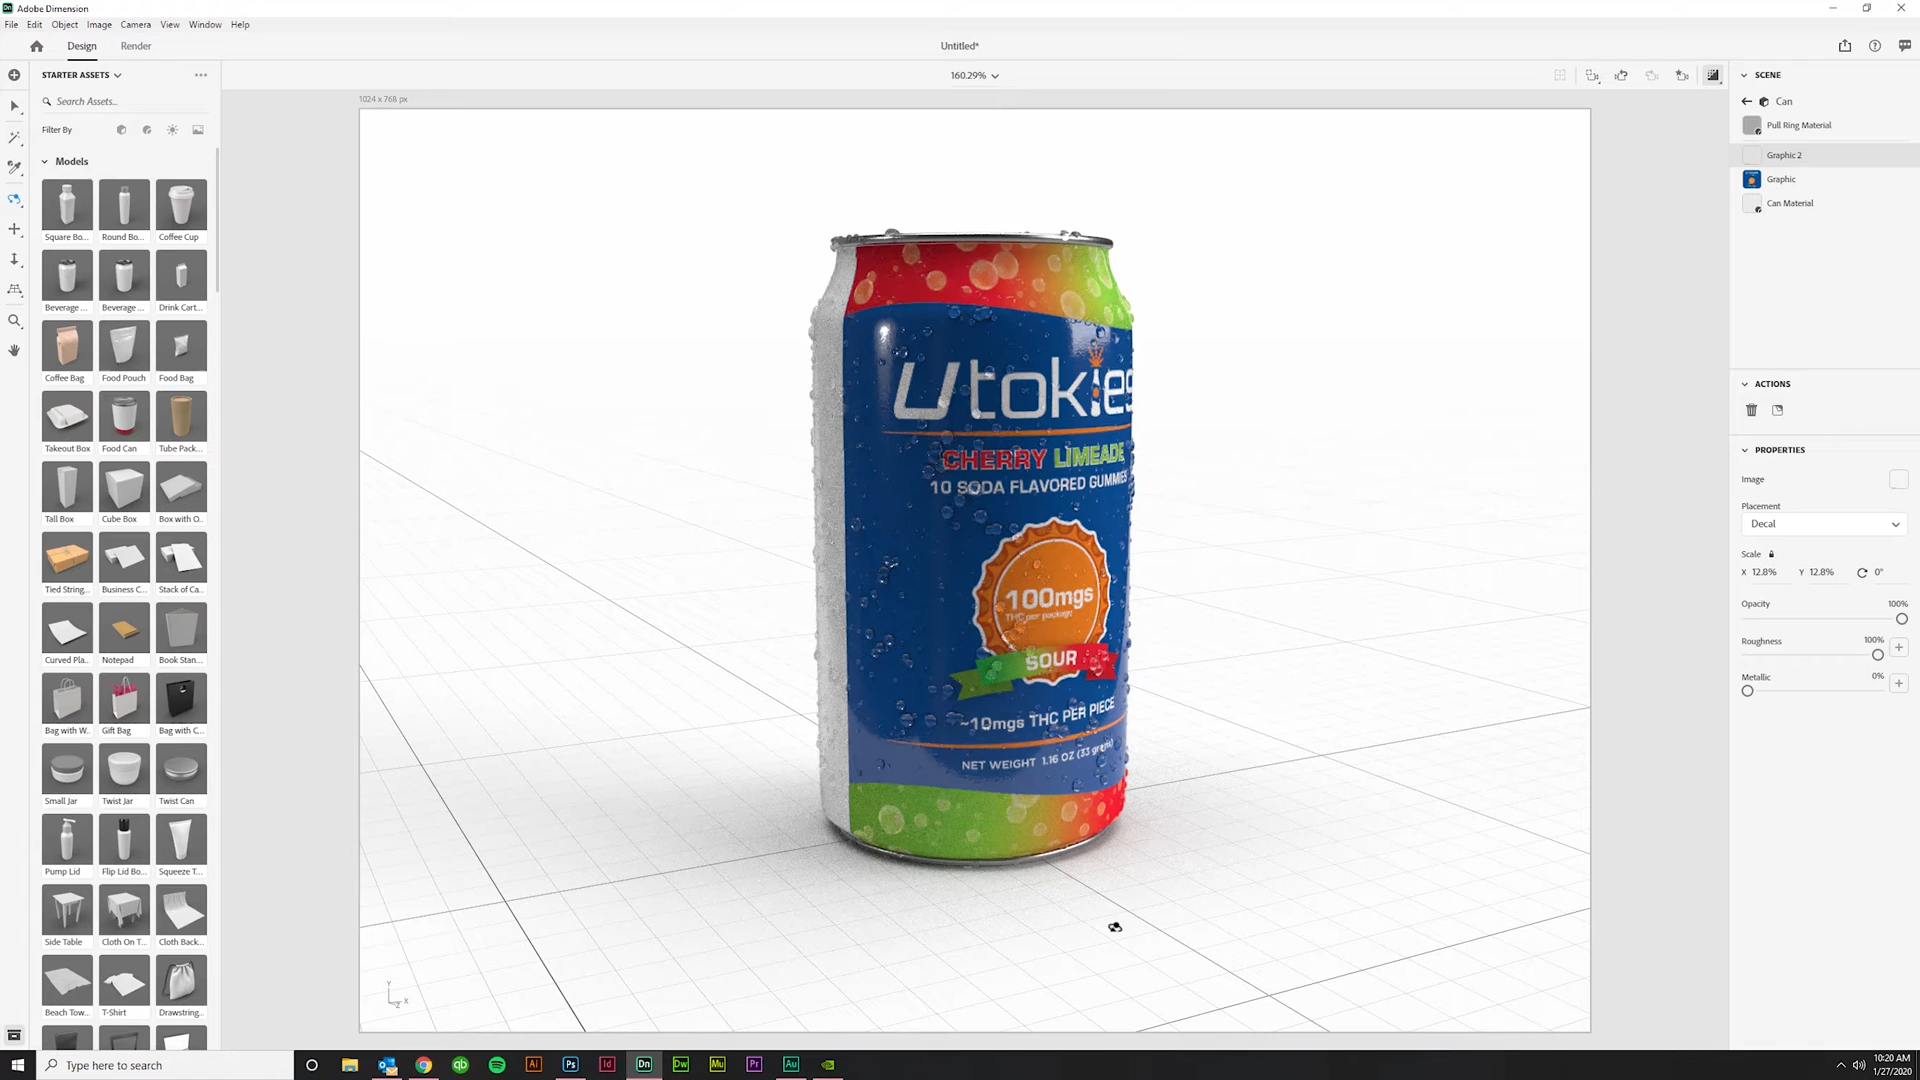 Adobe Dimension
File Edit Object Image Camera View Window Help
Design Render
Untitled*
STARTER ASSETS
160.29%
SCENE
Search Assets...
1024 x 768 px
Can
Filter By
Pull Ring Material
Models
Graphic 2
Graphic
Can Material
Square Bo... Round Bo... Coffee Cup
Beverage ... Beverage ... Drink Cart...
Coffee Bag Food Pouch Food Bag
Takeout Box Food Can Tube Pack...
Tall Box Cube Box Box with O...
Tied String... Business C... Stack of Ca...
Curved Pla... Notepad Book Stan...
Bag with W... Gift Bag Bag with C...
Small Jar Twist Jar Twist Can
Pump Lid Flip Lid Bo... Squeeze T...
Side Table Cloth On T... Cloth Back...
Beach Tow... T-Shirt Drawstring...
Utokies
CHERRY LIMEADE
10 SODA FLAVORED GUMMIES
100mgs
THC per package
SOUR
~10mgs THC PER PIECE
NET WEIGHT 1.16 OZ (33 grams)
Y
Z X
ACTIONS
PROPERTIES
Image
Placement
Decal
Scale
X 12.8% Y 12.8% 0°
Opacity 100%
Roughness 100%
Metallic 0%
Type here to search
Ai Ps Id Dn Dw Mu Pr Au
10:20 AM
1/27/2020